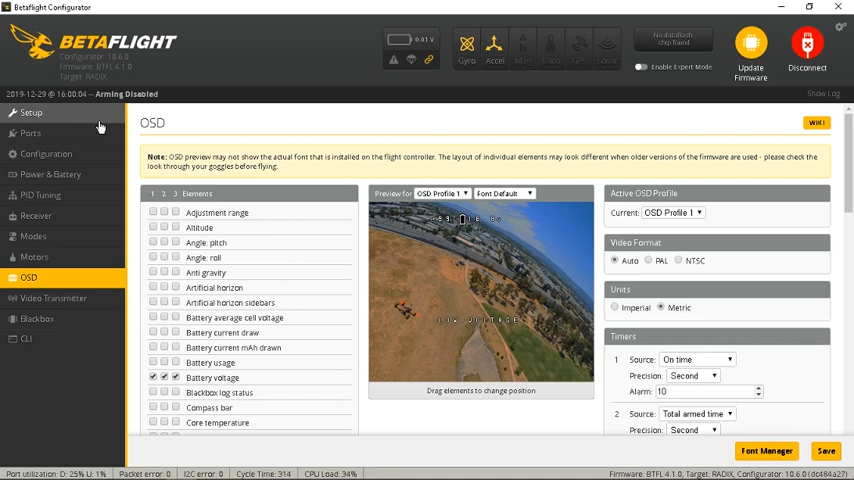 Betaflight Configurator
BETAFLIGHT
Configurator: 10.6.0
Firmware: BTFL 4.1.0
Target: RADIX
0.01 V
Gyro
Accel
No dataflash
chip found
Enable Expert Mode
Update
Firmware
Disconnect
2019-12-29 @ 16:00:04 -- Arming Disabled
Show Log
Setup
Ports
Configuration
Power & Battery
PID Tuning
Receiver
Modes
Motors
OSD
Video Transmitter
Blackbox
CLI
OSD
WIKI
Note: OSD preview may not show the actual font that is installed on the flight controller. The layout of individual elements may look different when older versions of the firmware are used - please check the
look through your goggles before flying.
1 2 3 Elements
Adjustment range
Altitude
Angle: pitch
Angle: roll
Anti gravity
Artificial horizon
Artificial horizon sidebars
Battery average cell voltage
Battery current draw
Battery current mAh drawn
Battery usage
Battery voltage
Blackbox log status
Compass bar
Core temperature
Preview for OSD Profile 1 Font Default
LOW VOLTAGE
Drag elements to change position
Active OSD Profile
Current: OSD Profile 1
Video Format
Auto PAL NTSC
Units
Imperial Metric
Timers
1 Source: On time
Precision: Second
Alarm: 10
2 Source: Total armed time
Precision: Second
Font Manager
Save
Port utilization: D: 25% U: 1% Packet error: 0 I2C error: 0 Cycle Time: 314 CPU Load: 34% Firmware: BTFL 4.1.0, Target: RADIX, Configurator: 10.6.0 (dc484a27)